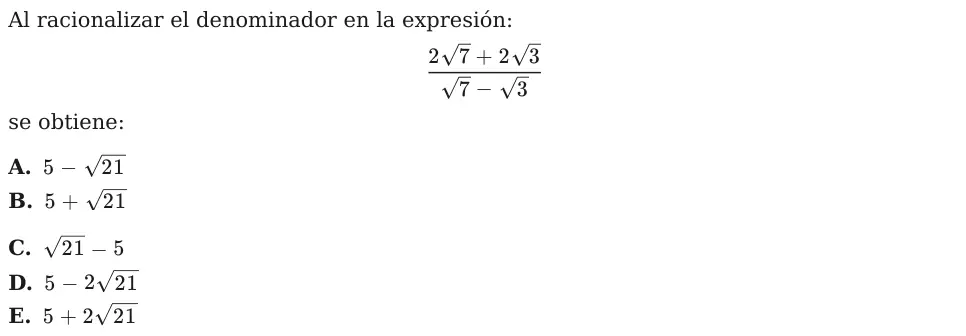 Al racionalizar el denominador en la expresión:
2√7 + 2√3
√7 − √3
se obtiene:
A. 5 − √21
B. 5 + √21
C. √21 − 5
D. 5 − 2√21
E. 5 + 2√21